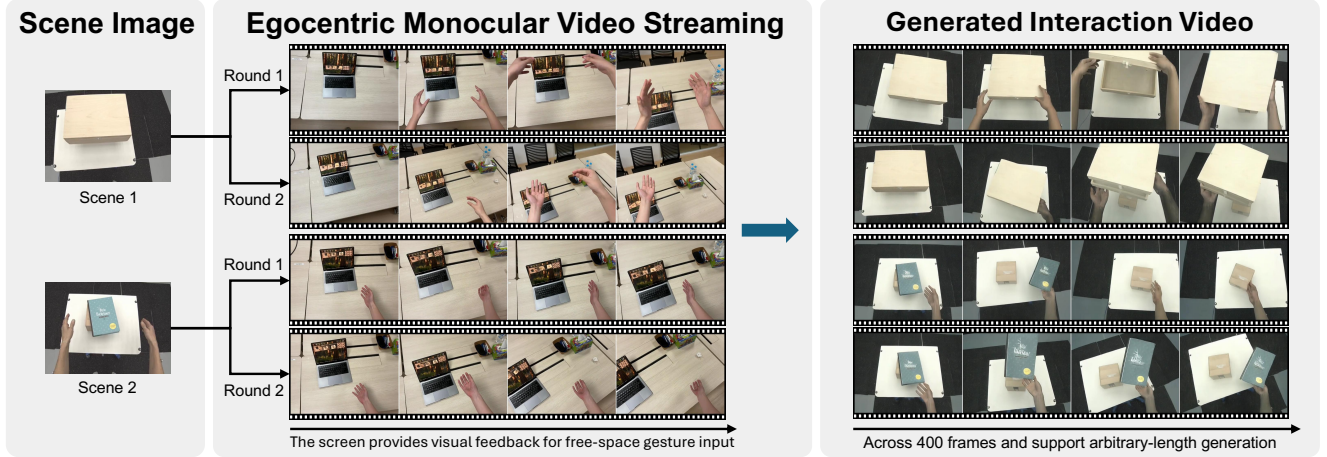 Scene Image
Egocentric Monocular Video Streaming
Generated Interaction Video
Round 1
Scene 1
Round 2
Round 1
Scene 2
Round 2
The screen provides visual feedback for free-space gesture input
Across 400 frames and support arbitrary-length generation